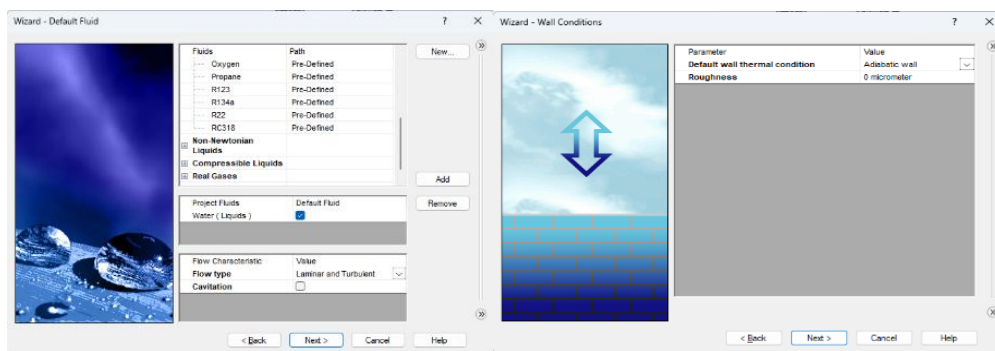 Wizard - Default Fluid ? ×
Fluids Path
Oxygen Pre-Defined
Propane Pre-Defined
R123 Pre-Defined
R134a Pre-Defined
R22 Pre-Defined
RC318 Pre-Defined
Non-Newtonian
Liquids
Compressible Liquids
Real Gases
New...
Add
Project Fluids Default Fluid
Water ( Liquids )
Remove
Flow Characteristic Value
Flow type Laminar and Turbulent
Cavitation
< Back Next > Cancel Help
Wizard - Wall Conditions ? ×
Parameter Value
Default wall thermal condition Adiabatic wall
Roughness 0 micrometer
< Back Next > Cancel Help